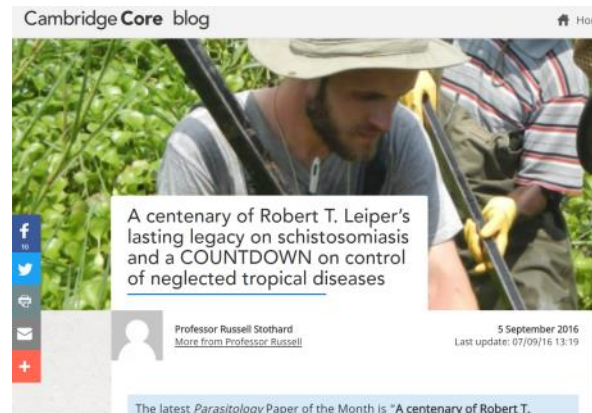 Cambridge Core blog
A centenary of Robert T. Leiper's
lasting legacy on schistosomiasis
and a COUNTDOWN on control
of neglected tropical diseases
f
10
+
Professor Russell Stothard
More from Professor Russell
5 September 2016
Last update: 07/09/16 13:19
The latest Parasitology Paper of the Month is "A centenary of Robert T.